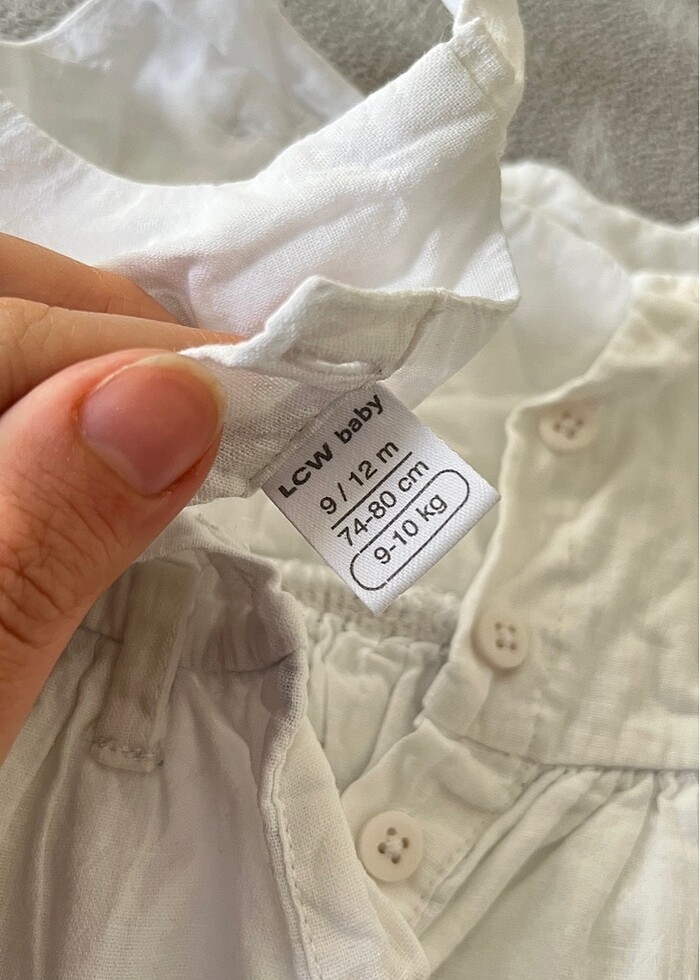 LCW baby
9 / 12 m
74-80 cm
9-10 kg